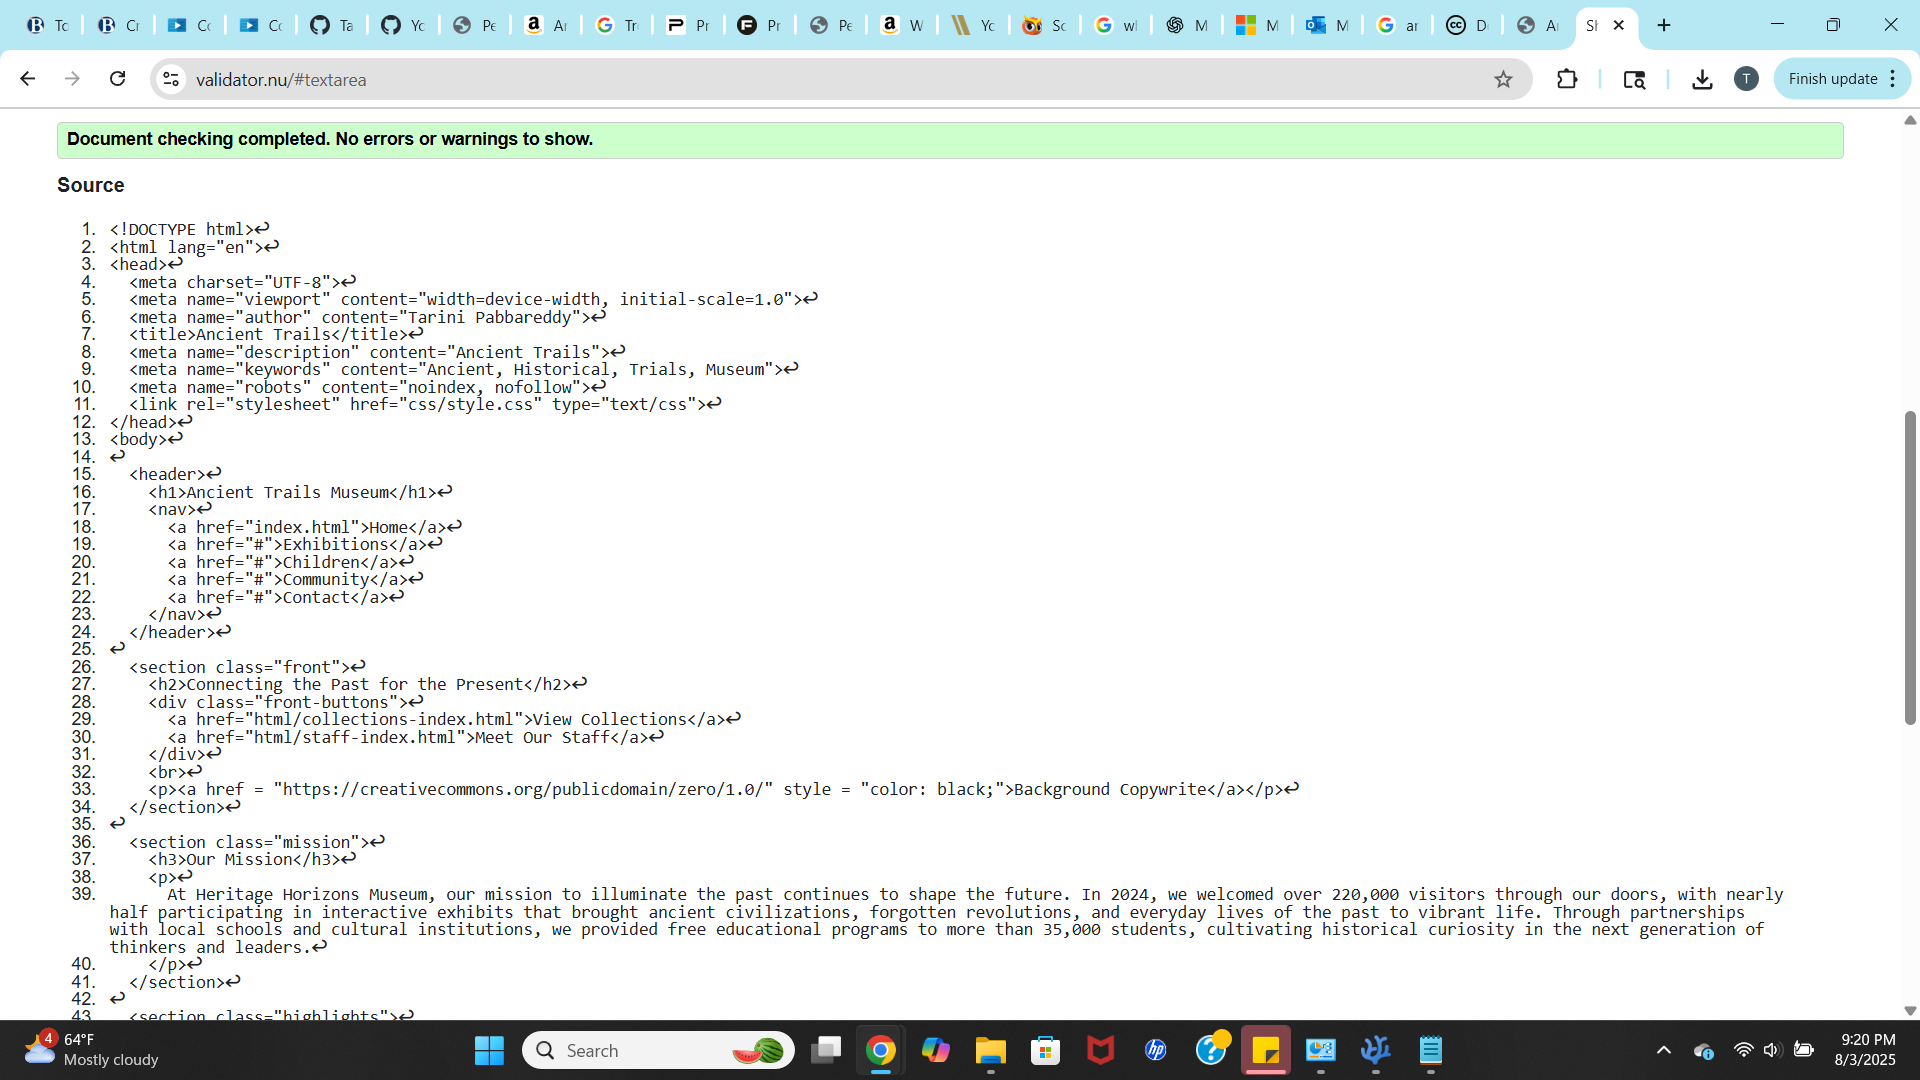 To
Cr
Co
Co
Ta
Yo
Pe
Ar
Tr
Pr
Pr
Pe
W
Yo
Sc
wl
M
M
M
ar
D
A
Sh
validator.nu/#textarea
T
Finish update
Document checking completed. No errors or warnings to show.
Source
1. <!DOCTYPE html>↩
2. <html lang="en">↩
3. <head>↩
4. <meta charset="UTF-8">↩
5. <meta name="viewport" content="width=device-width, initial-scale=1.0">↩
6. <meta name="author" content="Tarini Pabbareddy">↩
7. <title>Ancient Trails</title>↩
8. <meta name="description" content="Ancient Trails">↩
9. <meta name="keywords" content="Ancient, Historical, Trials, Museum">↩
10. <meta name="robots" content="noindex, nofollow">↩
11. <link rel="stylesheet" href="css/style.css" type="text/css">↩
12. </head>↩
13. <body>↩
14. ↩
15. <header>↩
16. <h1>Ancient Trails Museum</h1>↩
17. <nav>↩
18. <a href="index.html">Home</a>↩
19. <a href="#">Exhibitions</a>↩
20. <a href="#">Children</a>↩
21. <a href="#">Community</a>↩
22. <a href="#">Contact</a>↩
23. </nav>↩
24. </header>↩
25. ↩
26. <section class="front">↩
27. <h2>Connecting the Past for the Present</h2>↩
28. <div class="front-buttons">↩
29. <a href="html/collections-index.html">View Collections</a>↩
30. <a href="html/staff-index.html">Meet Our Staff</a>↩
31. </div>↩
32. <br>↩
33. <p><a href = "https://creativecommons.org/publicdomain/zero/1.0/" style = "color: black;">Background Copywrite</a></p>↩
34. </section>↩
35. ↩
36. <section class="mission">↩
37. <h3>Our Mission</h3>↩
38. <p>↩
39. At Heritage Horizons Museum, our mission to illuminate the past continues to shape the future. In 2024, we welcomed over 220,000 visitors through our doors, with nearly
half participating in interactive exhibits that brought ancient civilizations, forgotten revolutions, and everyday lives of the past to vibrant life. Through partnerships
with local schools and cultural institutions, we provided free educational programs to more than 35,000 students, cultivating historical curiosity in the next generation of
thinkers and leaders.↩
40. </p>↩
41. </section>↩
42. ↩
43. <section class="highlights">↩
4
64°F
Mostly cloudy
Search
hp
9:20 PM
8/3/2025